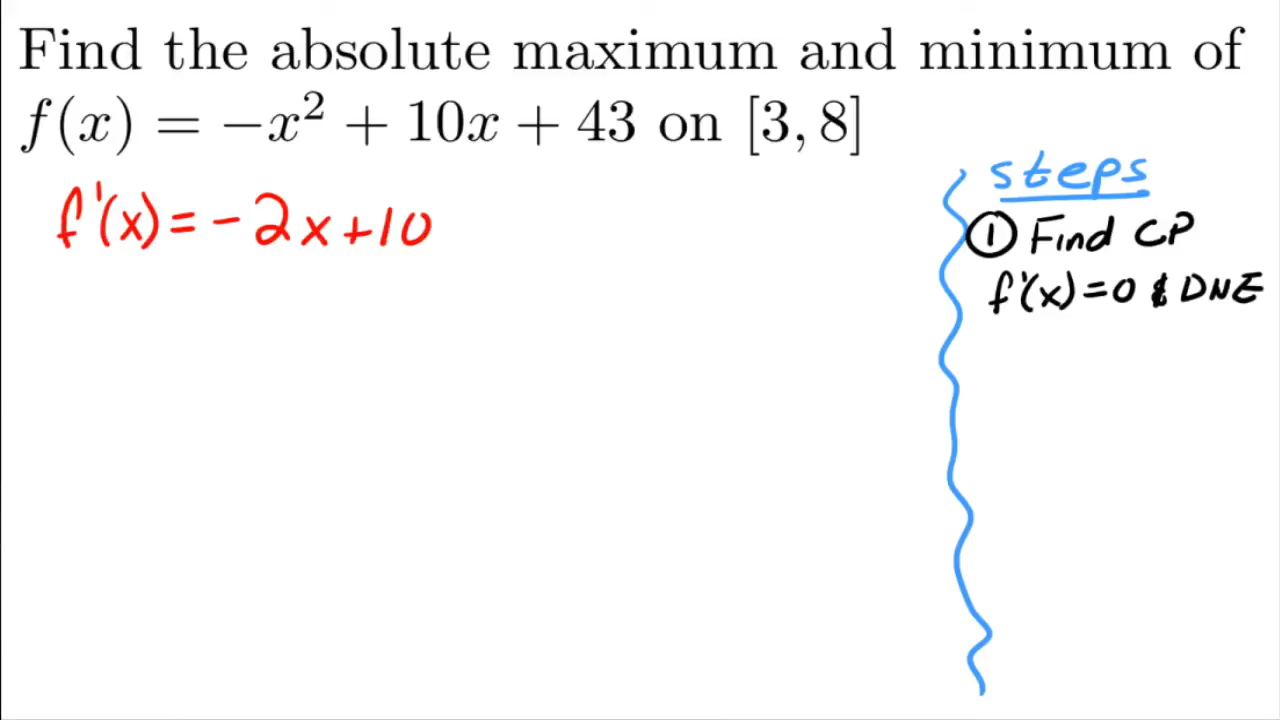 Find the absolute maximum and minimum of
f(x) = −x² + 10x + 43 on [3, 8]
f'(x) = -2x+10
steps
① Find CP
f'(x)=0 & DNE